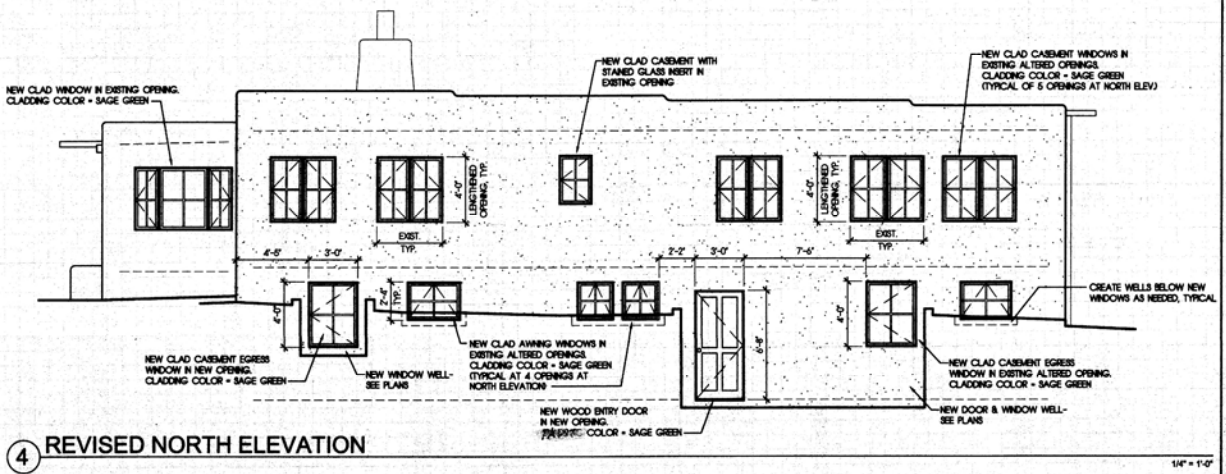 NEW CLAD WINDOW IN EXISTING OPENING.
CLADDING COLOR = SAGE GREEN
NEW CLAD CASEMENT WITH
STAINED GLASS INSERT IN
EXISTING OPENING
NEW CLAD CASEMENT WINDOWS IN
EXISTING ALTERED OPENINGS.
CLADDING COLOR = SAGE GREEN
(TYPICAL OF 5 OPENINGS AT NORTH ELEV.)
4'-0"
LENGTHENED
OPENING, TYP.
EXIST.
TYP.
4'-0"
LENGTHENED
OPENING, TYP.
EXIST.
TYP.
4'-6"
3'-0"
2'-2"
3'-0"
7'-6"
4'-0"
2'-4"
TYP.
6'-8"
4'-0"
CREATE WELLS BELOW NEW
WINDOWS AS NEEDED, TYPICAL
NEW CLAD CASEMENT EGRESS
WINDOW IN NEW OPENING.
CLADDING COLOR = SAGE GREEN
NEW WINDOW WELL-
SEE PLANS
NEW CLAD AWNING WINDOWS IN
EXISTING ALTERED OPENINGS.
CLADDING COLOR = SAGE GREEN
(TYPICAL AT 4 OPENINGS AT
NORTH ELEVATION)
NEW CLAD CASEMENT EGRESS
WINDOW IN EXISTING ALTERED OPENING.
CLADDING COLOR = SAGE GREEN
NEW WOOD ENTRY DOOR
IN NEW OPENING.
COLOR = SAGE GREEN
NEW DOOR & WINDOW WELL-
SEE PLANS
4 REVISED NORTH ELEVATION
1/4" = 1'-0"